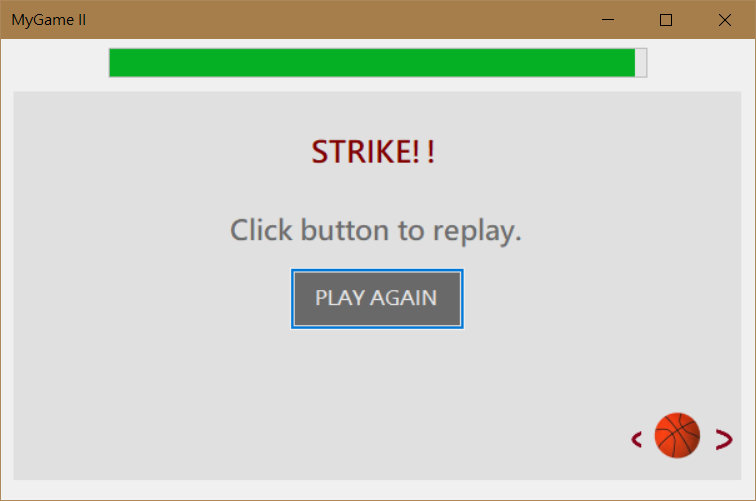 MyGame II
STRIKE!!
Click button to replay.
PLAY AGAIN
< >